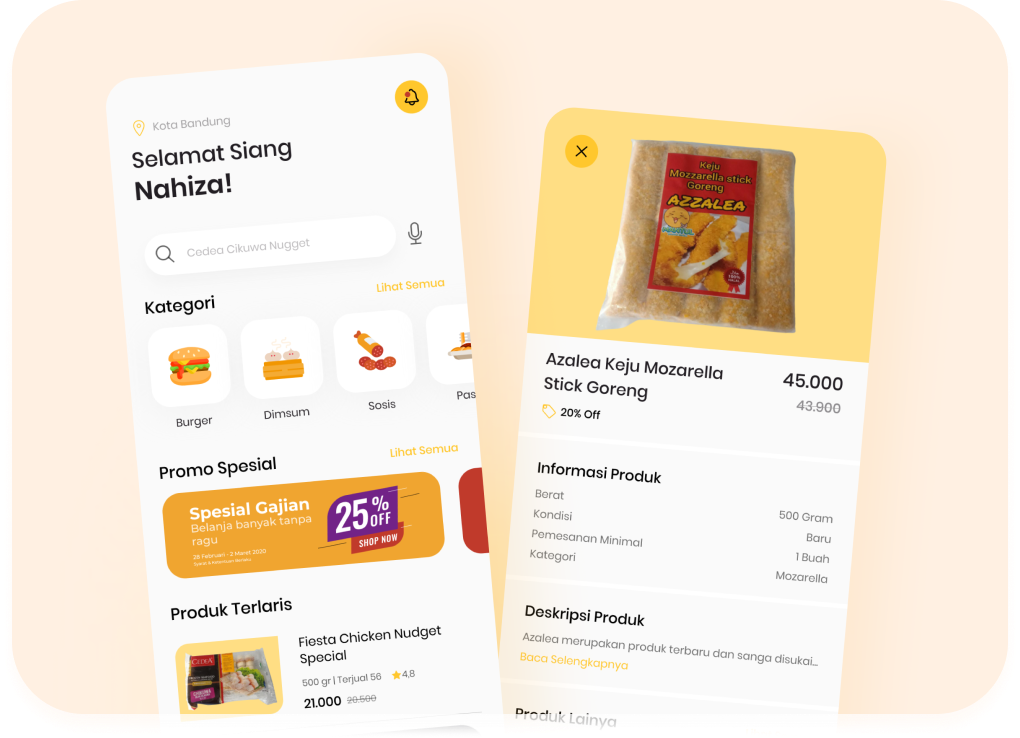 Kota Bandung
Selamat Siang
Nahiza!
Cedea Cikuwa Nugget
Kategori
Lihat Semua
Burger
Dimsum
Sosis
Pas
Promo Spesial
Lihat Semua
Spesial Gajian
Belanja banyak tanpa
ragu
28 Februari - 2 Maret 2020
25%
OFF
SHOP NOW
Produk Terlaris
CEDEA
Fiesta Chicken Nudget
Special
500 gr | Terjual 56
4,8
21.000 20.500
Keju
Mozzarella stick
Goreng
AZZALEA
100%
Azalea Keju Mozarella
Stick Goreng
45.000
43.900
20% Off
Informasi Produk
Berat
500 Gram
Kondisi
Baru
Pemesanan Minimal
1 Buah
Kategori
Mozarella
Deskripsi Produk
Azalea merupakan produk terbaru dan sanga disukai...
Baca Selengkapnya
Produk Lainya